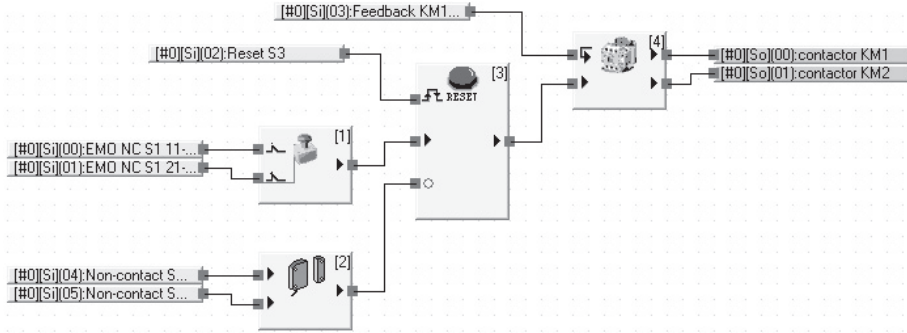 [#0][Si](03):Feedback KM1...
[4]
[#0][So](00):contactor KM1
[#0][So](01):contactor KM2
[#0][Si](02):Reset S3
[3]
RESET
[1]
[#0][Si](00):EMO NC S1 11-...
[#0][Si](01):EMO NC S1 21-...
[2]
[#0][Si](04):Non-contact S...
[#0][Si](05):Non-contact S...